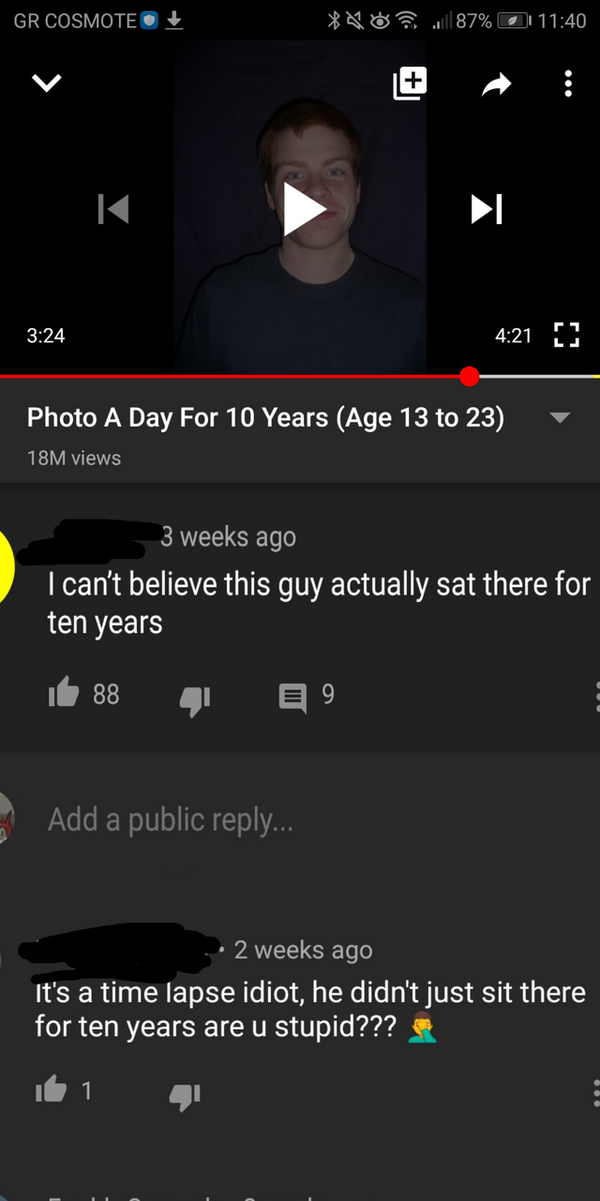 GR COSMOTE 87% 11:40
3:24 4:21
Photo A Day For 10 Years (Age 13 to 23)
18M views
3 weeks ago
I can't believe this guy actually sat there for
ten years
88 9
Add a public reply...
• 2 weeks ago
It's a time lapse idiot, he didn't just sit there
for ten years are u stupid??? 🤦‍♂️
1